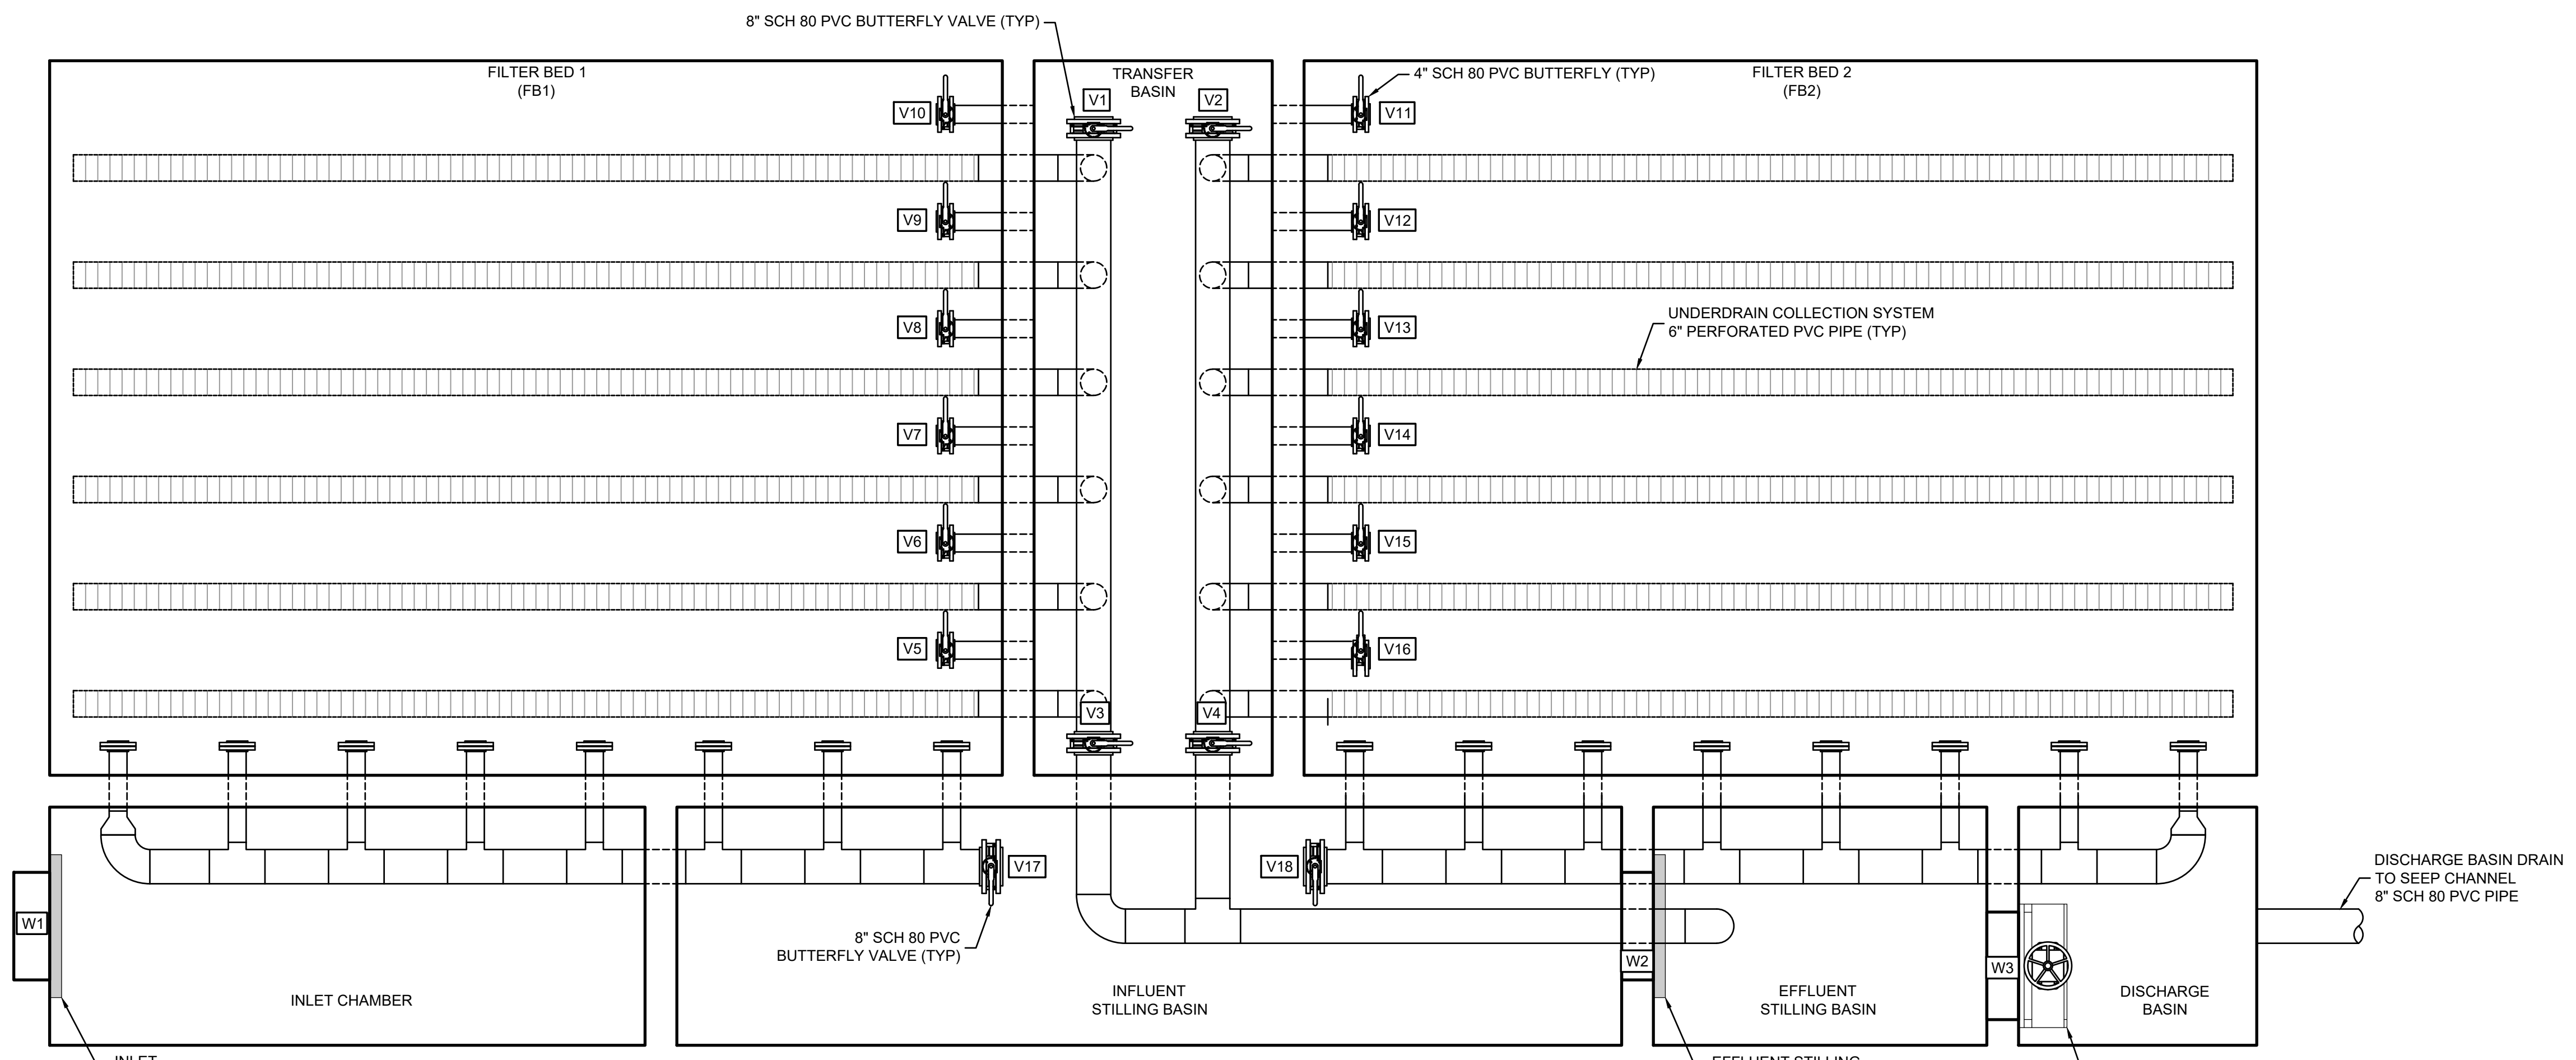 8" SCH 80 PVC BUTTERFLY VALVE (TYP)
FILTER BED 1
(FB1)
TRANSFER
BASIN
4" SCH 80 PVC BUTTERFLY (TYP)
FILTER BED 2
(FB2)
V10
V1
V2
V11
V9
V12
V8
V13
UNDERDRAIN COLLECTION SYSTEM
6" PERFORATED PVC PIPE (TYP)
V7
V14
V6
V15
V5
V16
V3
V4
V17
V18
DISCHARGE BASIN DRAIN
TO SEEP CHANNEL
8" SCH 80 PVC PIPE
W1
8" SCH 80 PVC
BUTTERFLY VALVE (TYP)
W2
W3
INLET CHAMBER
INFLUENT
STILLING BASIN
EFFLUENT
STILLING BASIN
DISCHARGE
BASIN
INLET
EFFLUENT STILLING